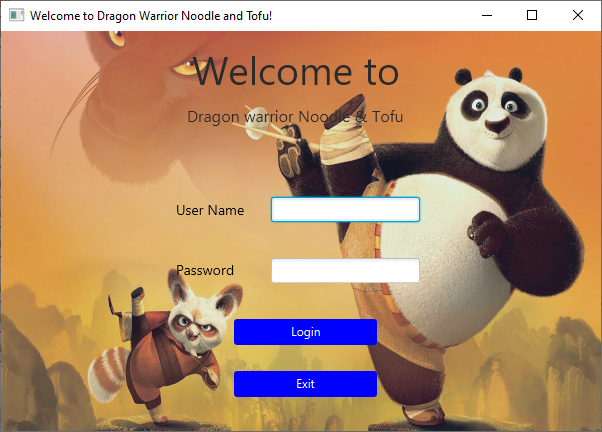 Welcome to Dragon Warrior Noodle and Tofu!
Welcome to
Dragon warrior Noodle & Tofu
User Name
Password
Login
Exit